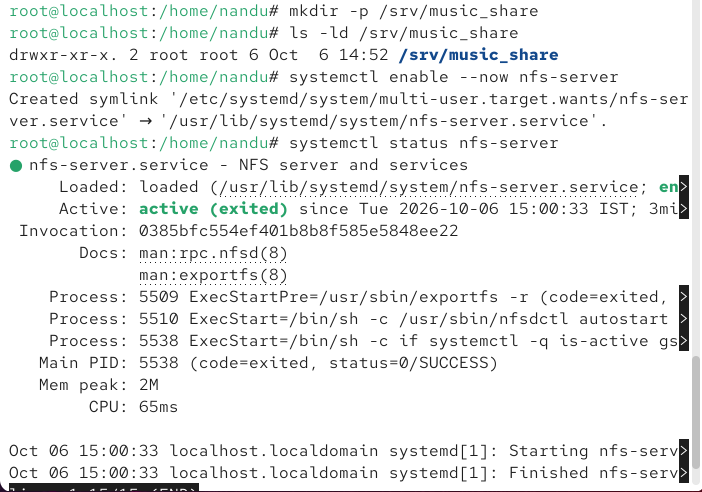 root@localhost:/home/nandu# mkdir -p /srv/music_share
root@localhost:/home/nandu# ls -ld /srv/music_share
drwxr-xr-x. 2 root root 6 Oct  6 14:52 /srv/music_share
root@localhost:/home/nandu# systemctl enable --now nfs-server
Created symlink '/etc/systemd/system/multi-user.target.wants/nfs-ser
ver.service' → '/usr/lib/systemd/system/nfs-server.service'.
root@localhost:/home/nandu# systemctl status nfs-server
● nfs-server.service - NFS server and services
     Loaded: loaded (/usr/lib/systemd/system/nfs-server.service; en>
     Active: active (exited) since Tue 2026-10-06 15:00:33 IST; 3mi>
 Invocation: 0385bfc554ef401b8b8f585e5848ee22
       Docs: man:rpc.nfsd(8)
             man:exportfs(8)
    Process: 5509 ExecStartPre=/usr/sbin/exportfs -r (code=exited, >
    Process: 5510 ExecStart=/bin/sh -c /usr/sbin/nfsdctl autostart >
    Process: 5538 ExecStart=/bin/sh -c if systemctl -q is-active gs>
   Main PID: 5538 (code=exited, status=0/SUCCESS)
   Mem peak: 2M
        CPU: 65ms

Oct 06 15:00:33 localhost.localdomain systemd[1]: Starting nfs-serv>
Oct 06 15:00:33 localhost.localdomain systemd[1]: Finished nfs-serv>
lines 1-15/15 (END)